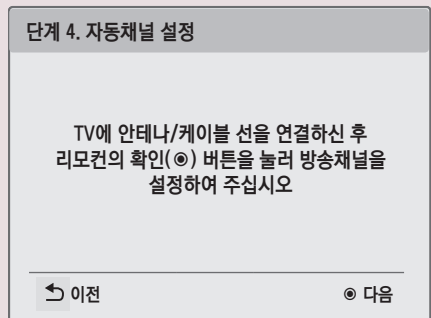 단계 4. 자동채널 설정
TV에 안테나/케이블 선을 연결하신 후
리모컨의 확인(◉) 버튼을 눌러 방송채널을
설정하여 주십시오
이전
◉ 다음